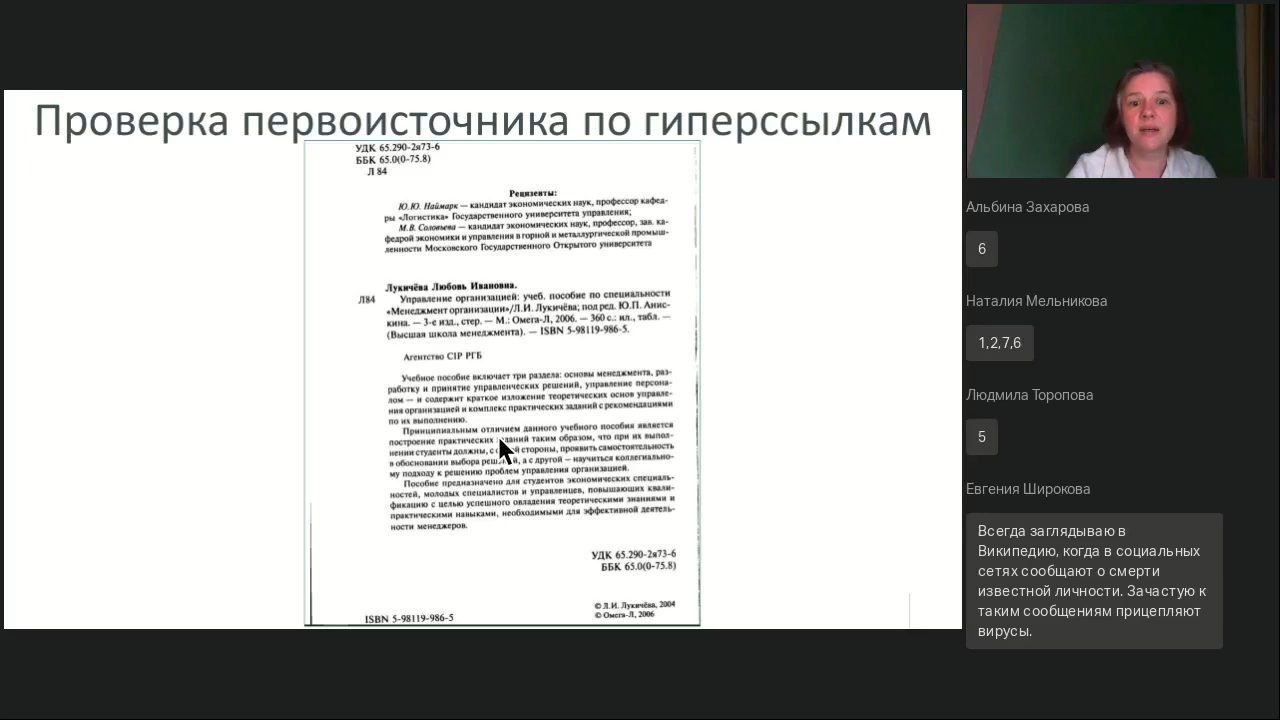 Проверка первоисточника по гиперссылкам
УДК 65.290-2я73-6
ББК 65.0(0-75.8)
Л 84
Рецизенты:
Ю.Ю. Наймарк — кандидат экономических наук, профессор кафед-
ры «Логистика» Государственного университета управления;
М.В. Соловьева — кандидат экономических наук, профессор, зав. ка-
федрой экономики и управления в горной и металлургической промыш-
ленности Московского Государственного Открытого университета
Лукичёва Любовь Ивановна.
Л84 Управление организацией: учеб. пособие по специальности
«Менеджмент организации»/Л.И. Лукичёва; под ред. Ю.П. Анис-
кина. — 3-е изд., стер. — М.: Омега-Л, 2006. — 360 с.: ил., табл. —
(Высшая школа менеджмента). — ISBN 5-98119-986-5.
Агентство CIP РГБ
Учебное пособие включает три раздела: основы менеджмента, раз-
работку и принятие управленческих решений, управление персона-
лом — и содержит краткое изложение теоретических основ управле-
ния организацией и комплекс практических заданий с рекомендациями
по их выполнению.
Принципиальным отличием данного учебного пособия является
построение практических заданий таким образом, что при их выпол-
нении студенты должны, с стороны, проявить самостоятельность
в обосновании выбора а с другой — научиться коллегиально-
му подходу к решению проблем управления организацией.
Пособие предназначено для студентов экономических специаль-
ностей, молодых специалистов и управленцев, повышающих квали-
фикацию с целью успешного овладения теоретическими знаниями и
практическими навыками, необходимыми для эффективной деятель-
ности менеджеров.
УДК 65.290-2я73-6
ББК 65.0(0-75.8)
© Л.И. Лукичёва, 2004
© Омега-Л, 2006
ISBN 5-98119-986-5
Альбина Захарова
6
Наталия Мельникова
1,2,7,6
Людмила Торопова
5
Евгения Широкова
Всегда заглядываю в
Википедию, когда в социальных
сетях сообщают о смерти
известной личности. Зачастую к
таким сообщениям прицепляют
вирусы.